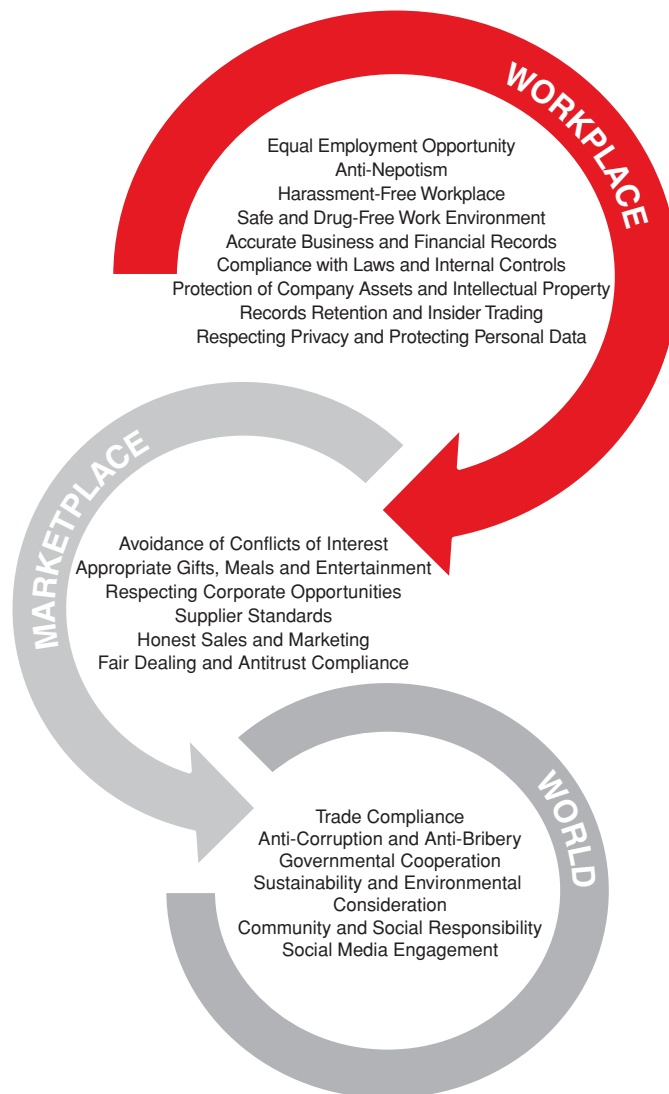 WORKPLACE
Equal Employment Opportunity
Anti-Nepotism
Harassment-Free Workplace
Safe and Drug-Free Work Environment
Accurate Business and Financial Records
Compliance with Laws and Internal Controls
Protection of Company Assets and Intellectual Property
Records Retention and Insider Trading
Respecting Privacy and Protecting Personal Data
MARKETPLACE
Avoidance of Conflicts of Interest
Appropriate Gifts, Meals and Entertainment
Respecting Corporate Opportunities
Supplier Standards
Honest Sales and Marketing
Fair Dealing and Antitrust Compliance
WORLD
Trade Compliance
Anti-Corruption and Anti-Bribery
Governmental Cooperation
Sustainability and Environmental
Consideration
Community and Social Responsibility
Social Media Engagement